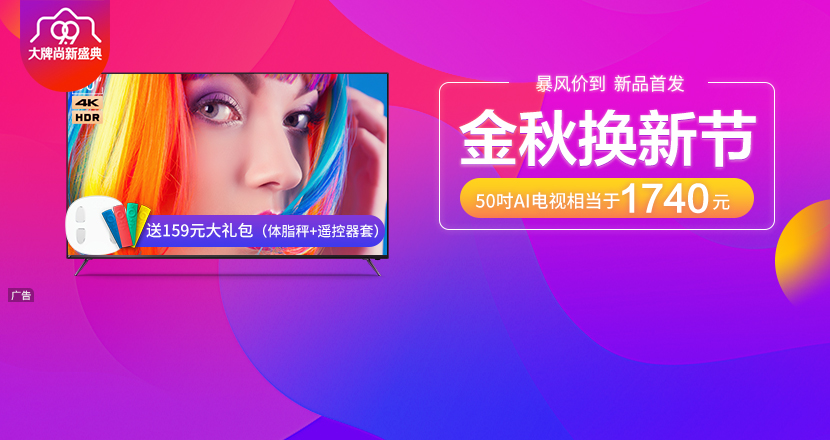 9.9
大牌尚新盛典
4K
HDR
送159元大礼包（体脂秤+遥控器套）
广告
暴风价到 新品首发
金秋换新节
50吋AI电视相当于1740元